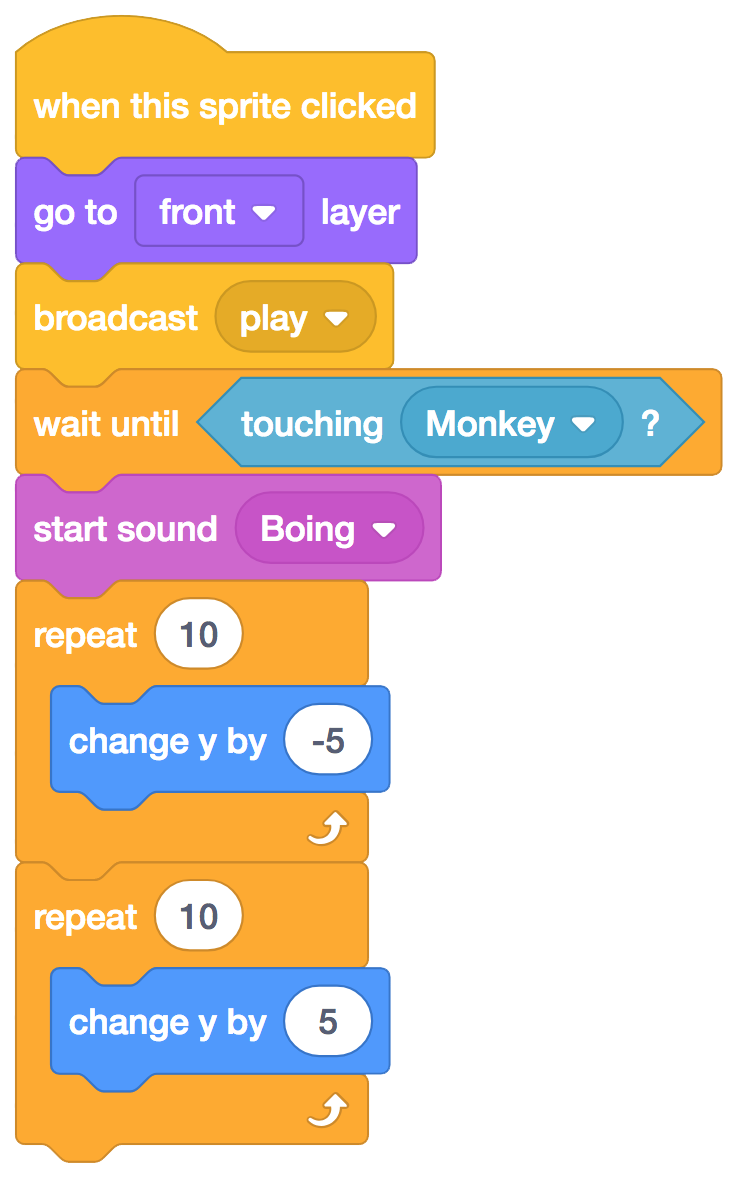 when this sprite clicked
go to front layer
broadcast play
wait until touching Monkey ?
start sound Boing
repeat 10
change y by -5
repeat 10
change y by 5